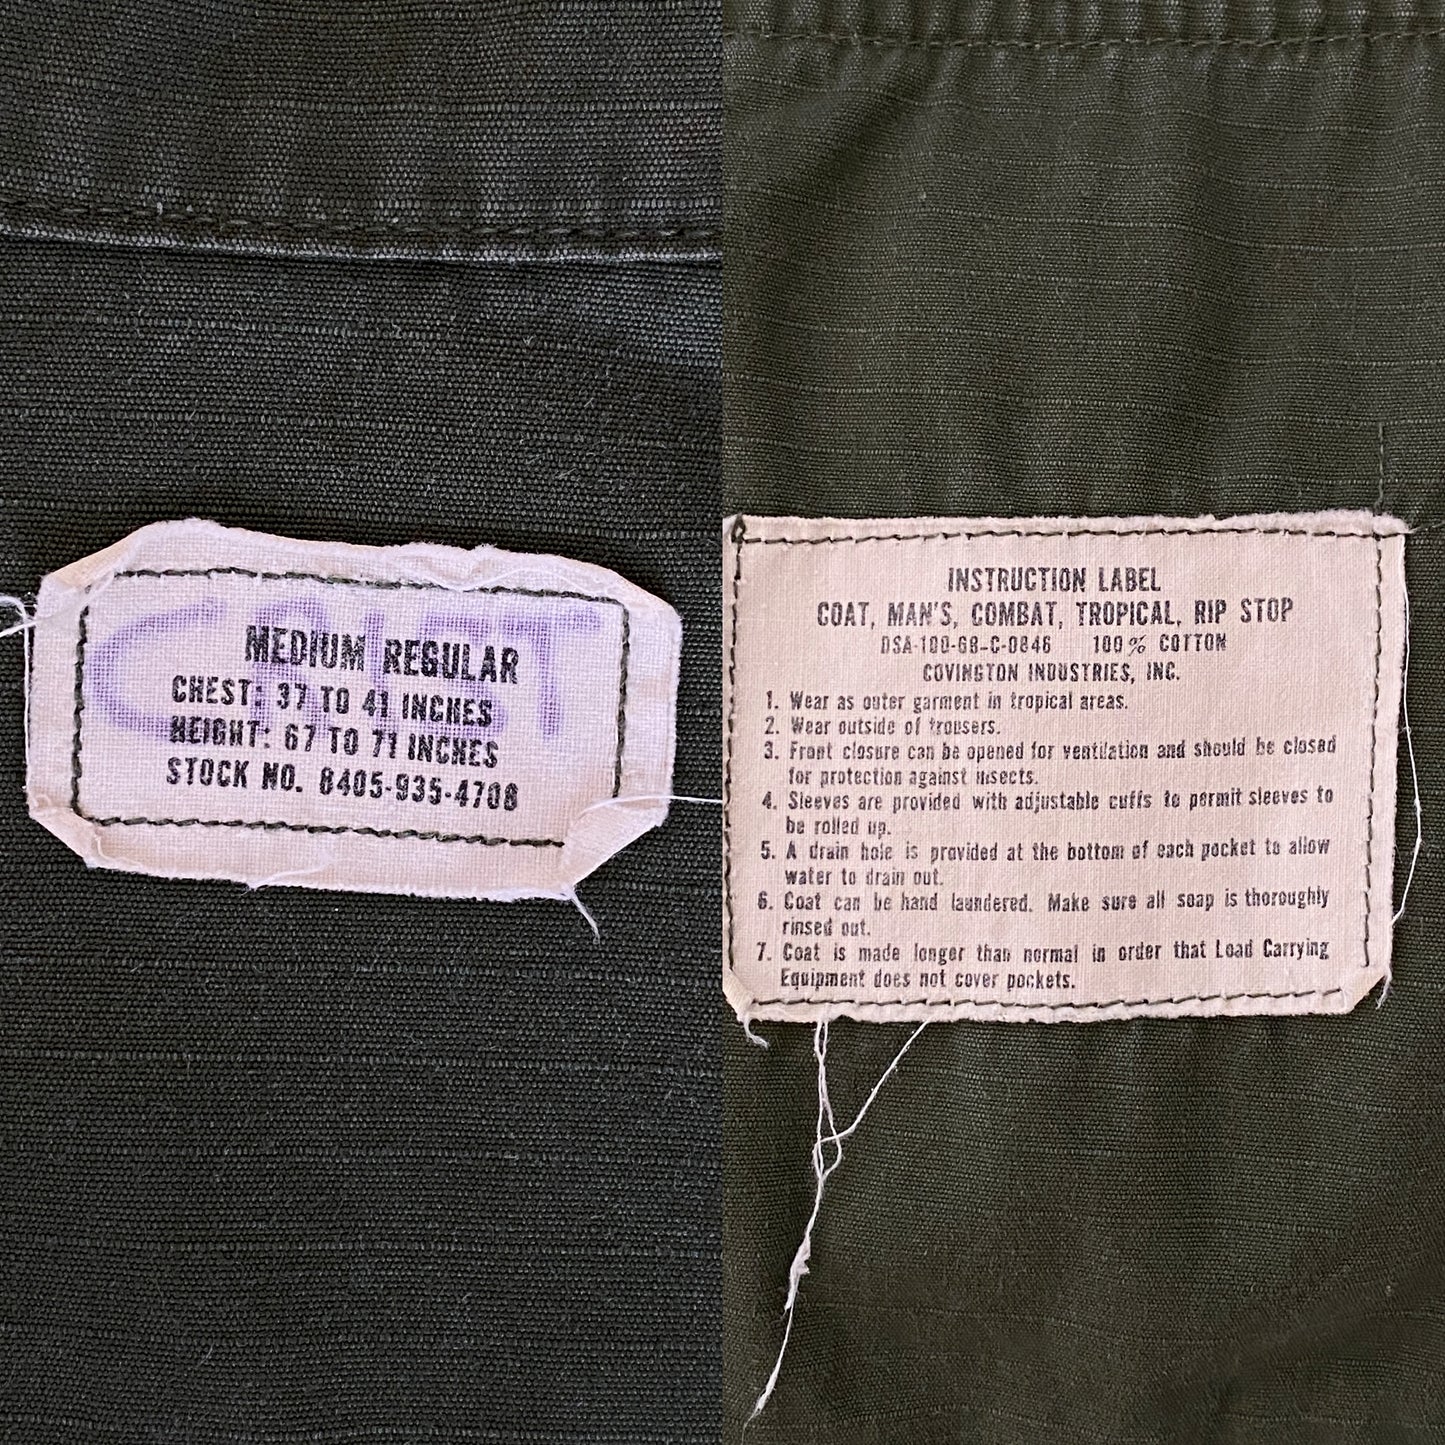 MEDIUM REGULAR
CHEST: 37 TO 41 INCHES
HEIGHT: 67 TO 71 INCHES
STOCK NO. 8405-935-4708
INSTRUCTION LABEL
COAT, MAN'S, COMBAT, TROPICAL, RIP STOP
DSA-100-68-C-0846 100% COTTON
COVINGTON INDUSTRIES, INC.
1. Wear as outer garment in tropical areas.
2. Wear outside of trousers.
3. Front closure can be opened for ventilation and should be closed
for protection against insects.
4. Sleeves are provided with adjustable cuffs to permit sleeves to
be rolled up.
5. A drain hole is provided at the bottom of each pocket to allow
water to drain out.
6. Coat can be hand laundered. Make sure all soap is thoroughly
rinsed out.
7. Coat is made longer than normal in order that Load Carrying
Equipment does not cover pockets.